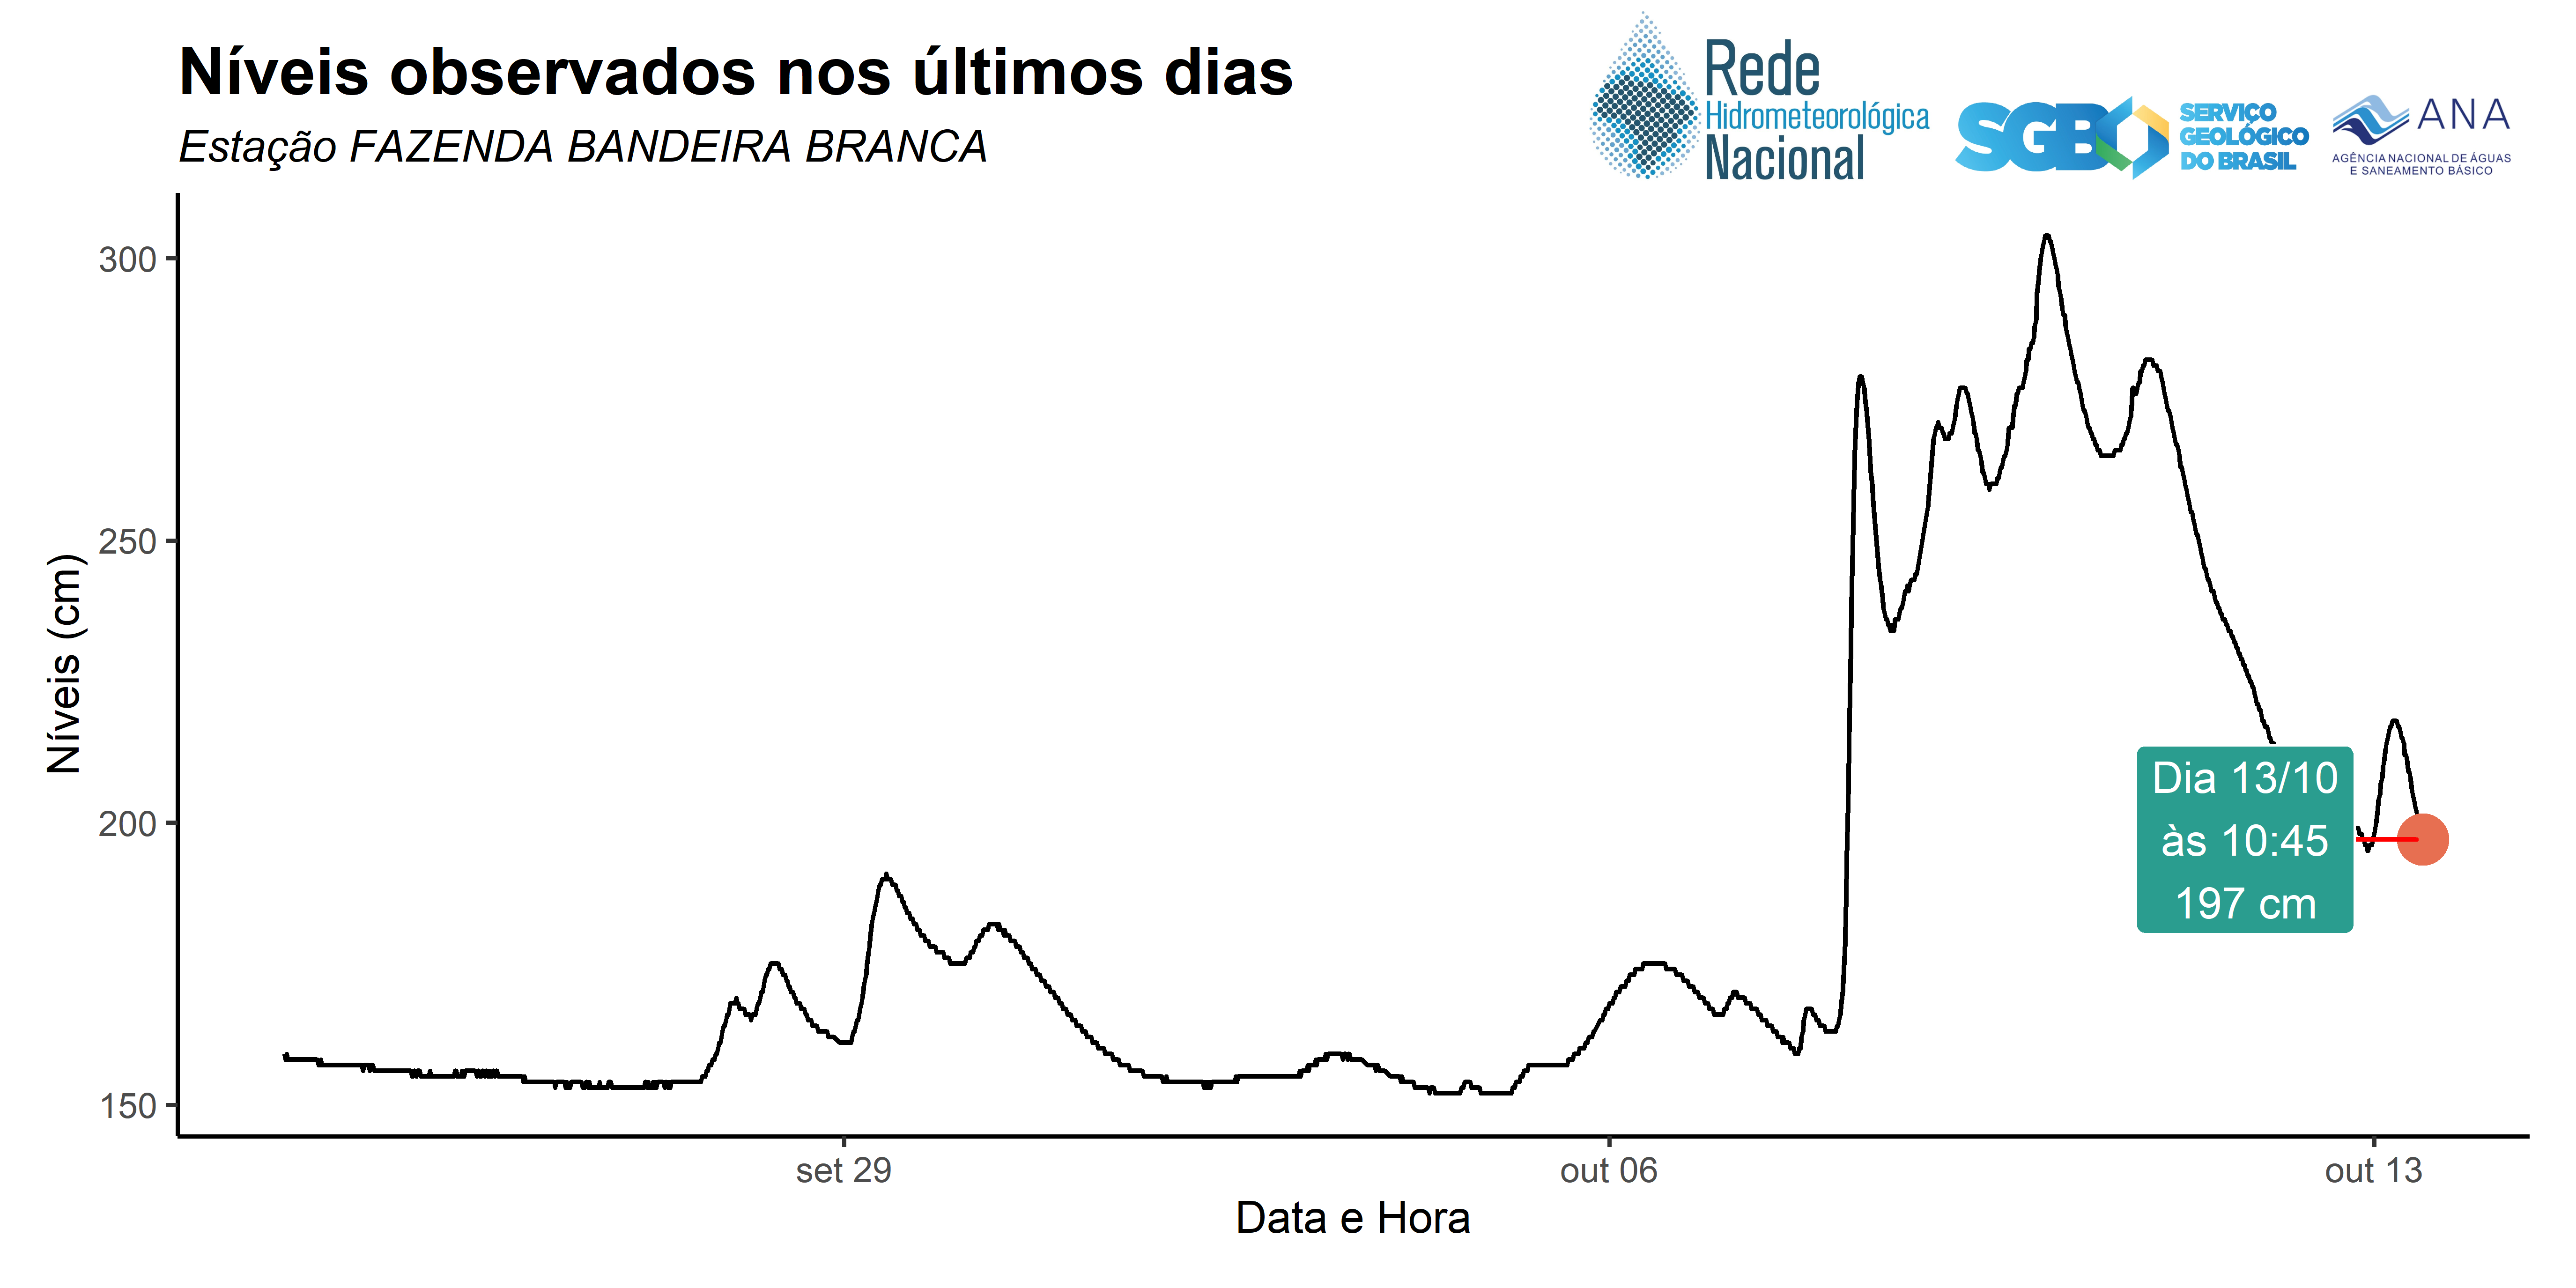 Níveis observados nos últimos dias
Estação FAZENDA BANDEIRA BRANCA
Rede
Hidrometeorológica
Nacional
SGB
SERVIÇO
GEOLÓGICO
DO BRASIL
ANA
AGÊNCIA NACIONAL DE ÁGUAS
E SANEAMENTO BÁSICO
Níveis (cm)
300
250
200
150
Dia 13/10
às 10:45
197 cm
set 29
out 06
out 13
Data e Hora